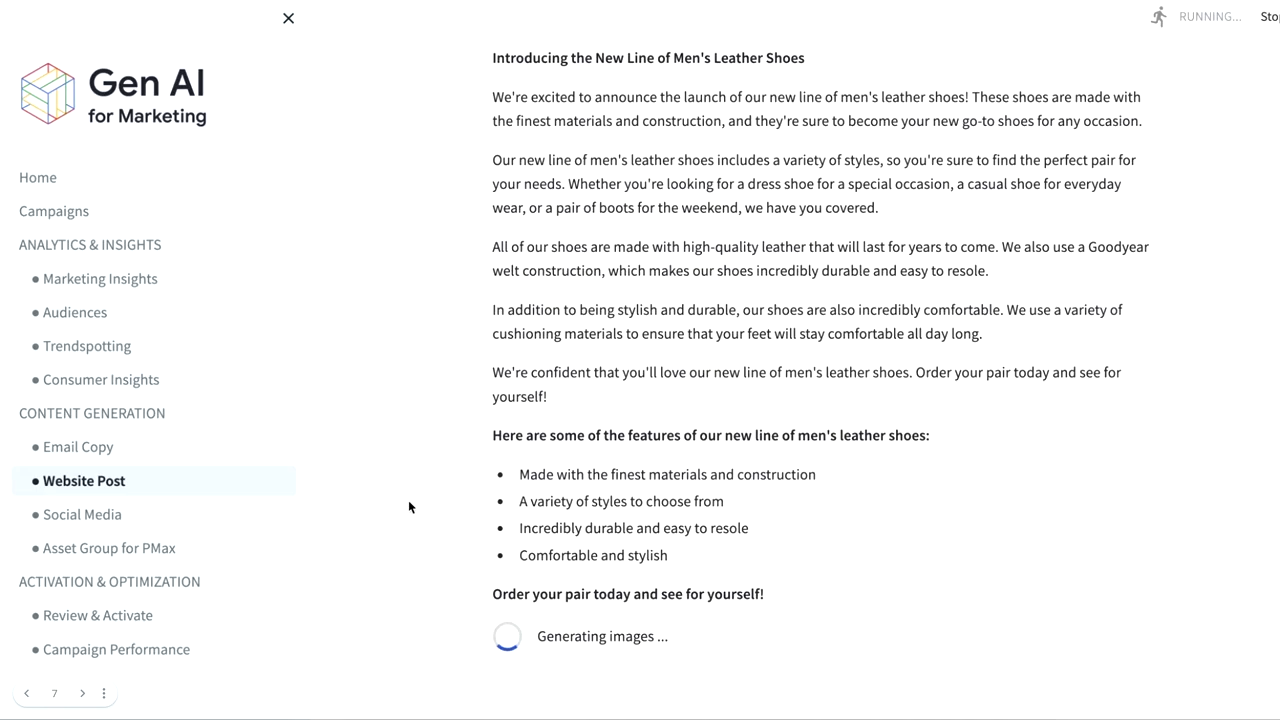 RUNNING...
Gen AI
for Marketing
Home
Campaigns
ANALYTICS & INSIGHTS
• Marketing Insights
• Audiences
• Trendspotting
• Consumer Insights
CONTENT GENERATION
• Email Copy
• Website Post
• Social Media
• Asset Group for PMax
ACTIVATION & OPTIMIZATION
• Review & Activate
• Campaign Performance
7
Introducing the New Line of Men's Leather Shoes
We're excited to announce the launch of our new line of men's leather shoes! These shoes are made with
the finest materials and construction, and they're sure to become your new go-to shoes for any occasion.
Our new line of men's leather shoes includes a variety of styles, so you're sure to find the perfect pair for
your needs. Whether you're looking for a dress shoe for a special occasion, a casual shoe for everyday
wear, or a pair of boots for the weekend, we have you covered.
All of our shoes are made with high-quality leather that will last for years to come. We also use a Goodyear
welt construction, which makes our shoes incredibly durable and easy to resole.
In addition to being stylish and durable, our shoes are also incredibly comfortable. We use a variety of
cushioning materials to ensure that your feet will stay comfortable all day long.
We're confident that you'll love our new line of men's leather shoes. Order your pair today and see for
yourself!
Here are some of the features of our new line of men's leather shoes:
• Made with the finest materials and construction
• A variety of styles to choose from
• Incredibly durable and easy to resole
• Comfortable and stylish
Order your pair today and see for yourself!
Generating images ...